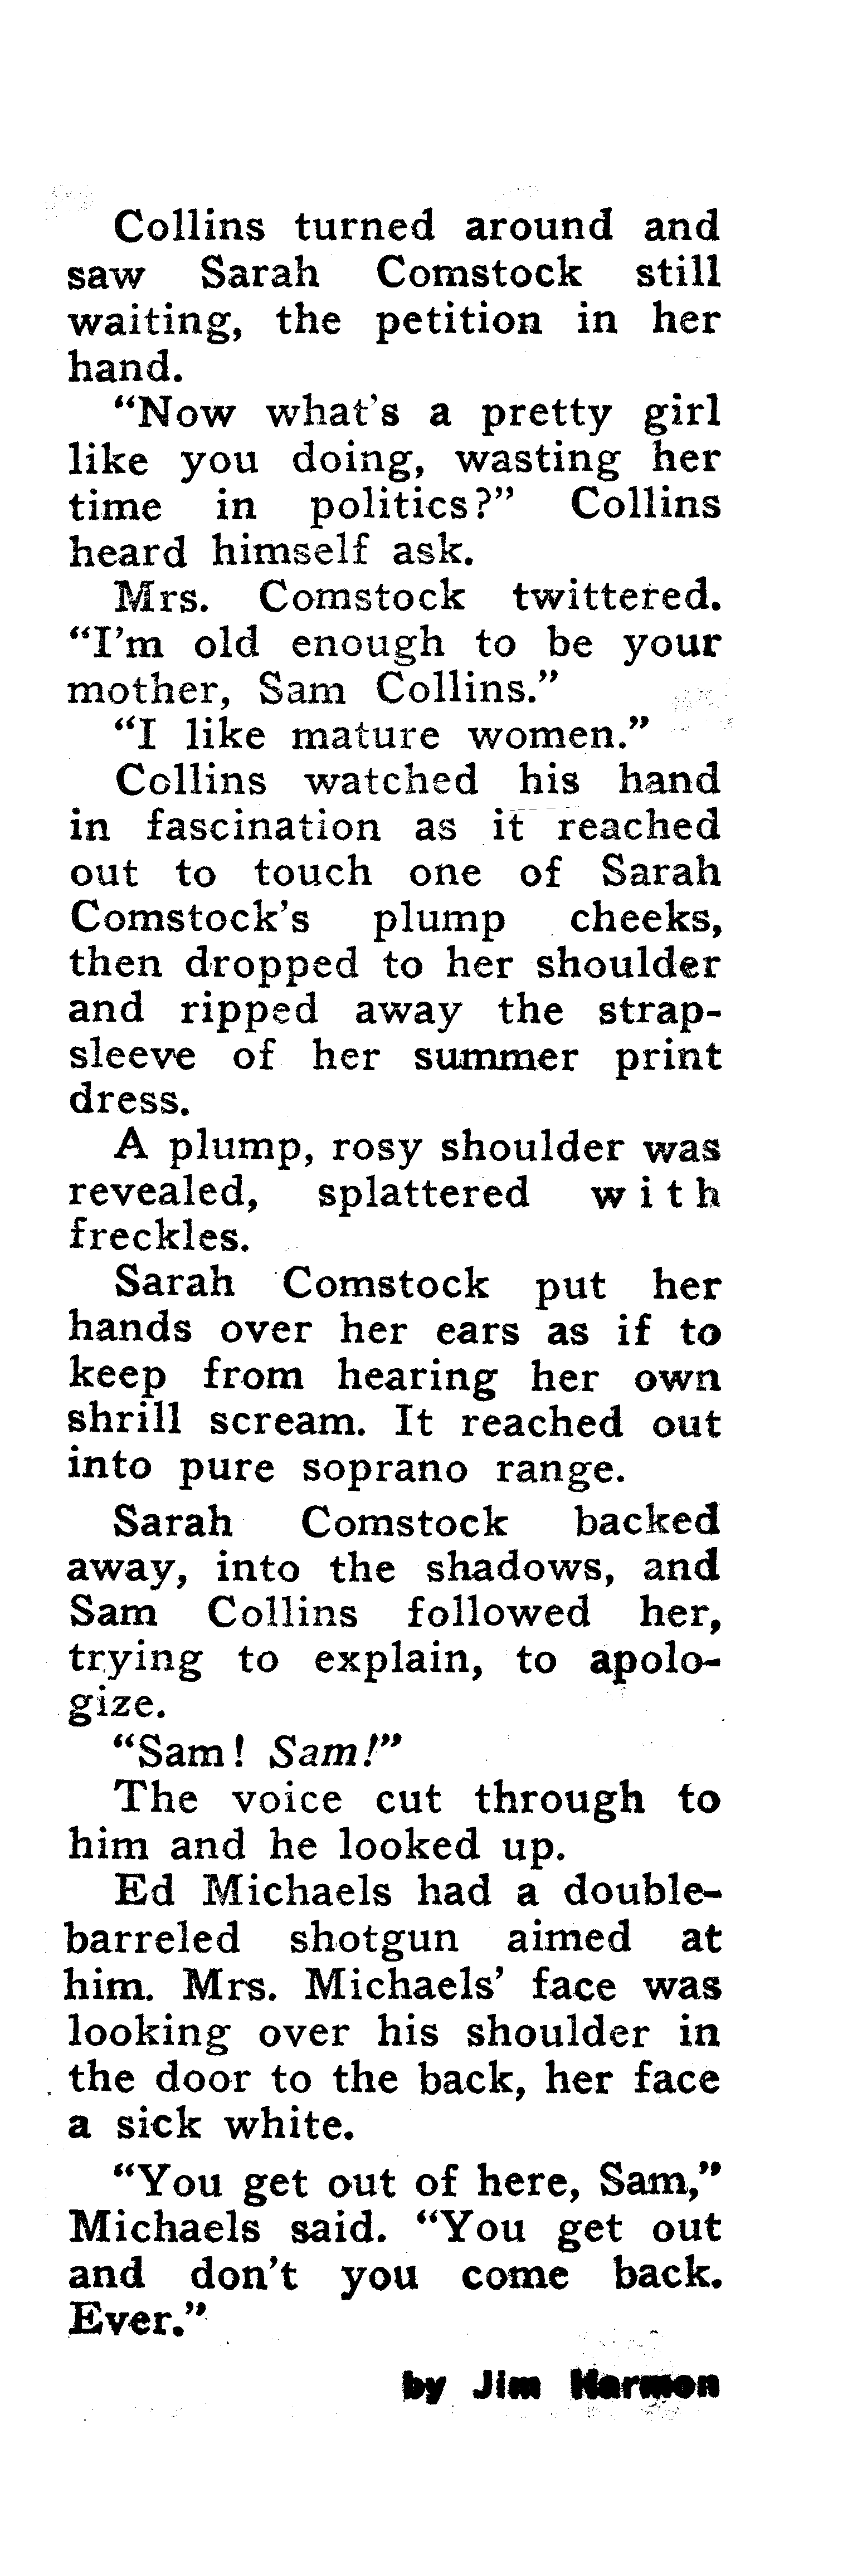 Collins turned around and
saw Sarah Comstock still
waiting, the petition in her
hand.
“Now what's a pretty girl
like you doing, wasting her
time in politics?” Collins
heard himself ask.
Mrs. Comstock twittered.
“I'm old enough to be your
mother, Sam Collins.”
“I like mature women.”
Collins watched his hand
in fascination as it reached
out to touch one of Sarah
Comstock's plump cheeks,
then dropped to her shoulder
and ripped away the strap-
sleeve of her summer print
dress.
A plump, rosy shoulder was
revealed, splattered with
freckles.
Sarah Comstock put her
hands over her ears as if to
keep from hearing her own
shrill scream. It reached out
into pure soprano range.
Sarah Comstock backed
away, into the shadows, and
Sam Collins followed her,
trying to explain, to apolo-
gize.
“Sam! Sam!”
The voice cut through to
him and he looked up.
Ed Michaels had a double-
barreled shotgun aimed at
him. Mrs. Michaels' face was
looking over his shoulder in
the door to the back, her face
a sick white.
“You get out of here, Sam,”
Michaels said. “You get out
and don't you come back.
Ever.”
by Jim Harmon